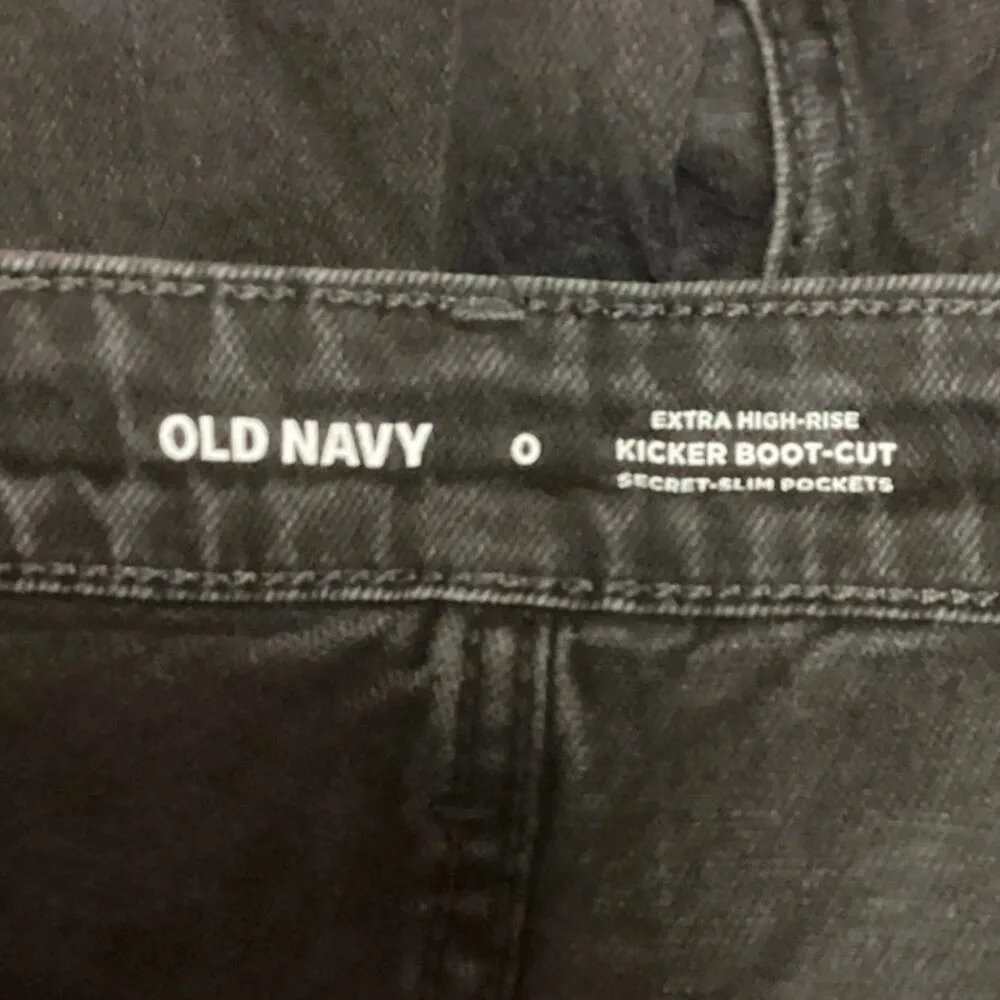 OLD NAVY
0
EXTRA HIGH-RISE
KICKER BOOT-CUT
SECRET-SLIM POCKETS